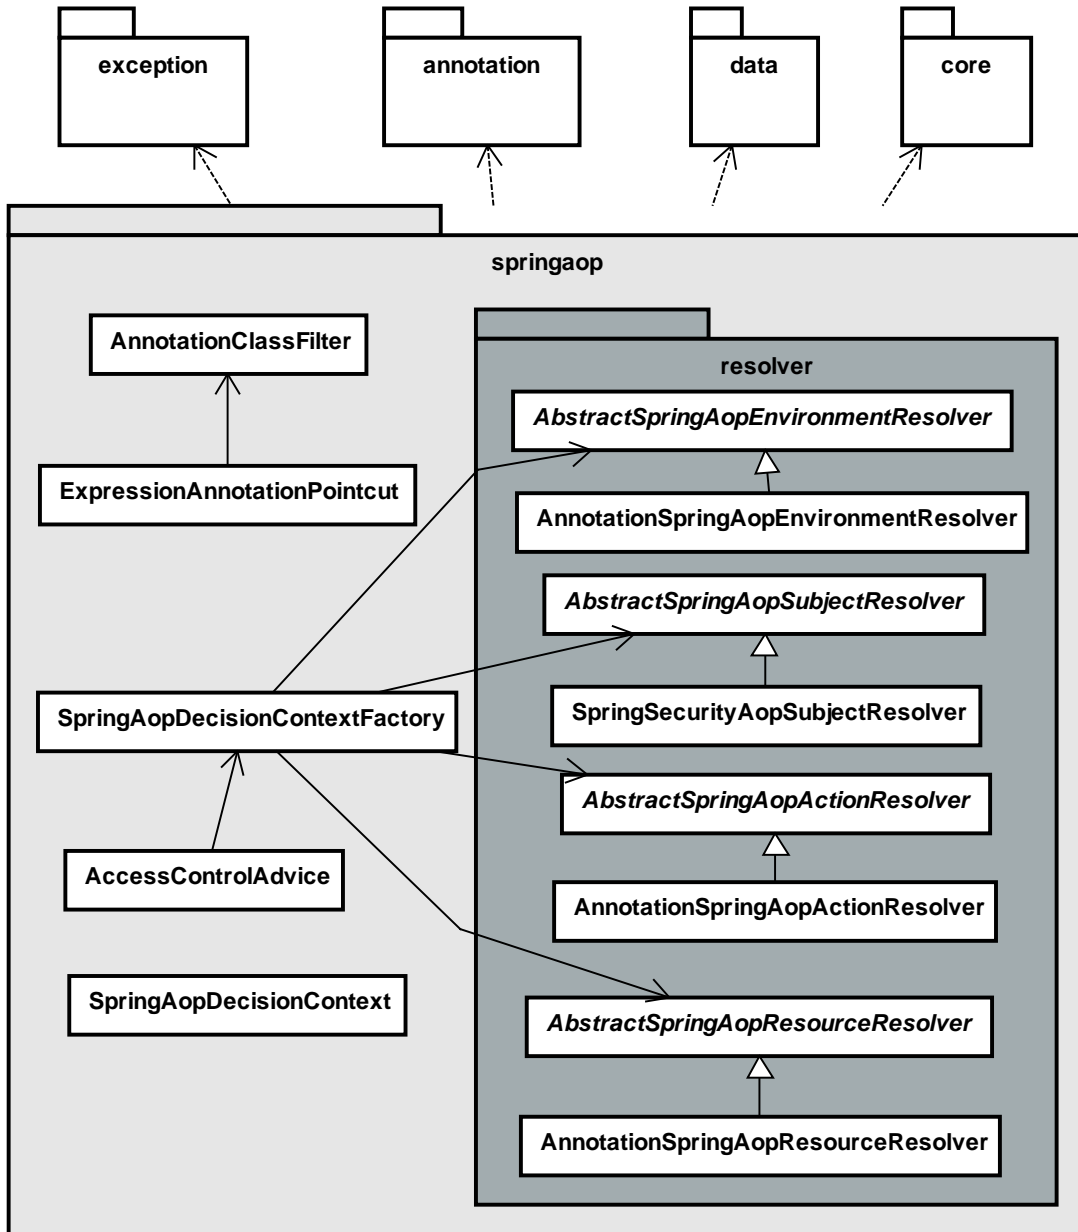 exception
annotation
data
core
springaop
AnnotationClassFilter
ExpressionAnnotationPointcut
SpringAopDecisionContextFactory
AccessControlAdvice
SpringAopDecisionContext
resolver
AbstractSpringAopEnvironmentResolver
AnnotationSpringAopEnvironmentResolver
AbstractSpringAopSubjectResolver
SpringSecurityAopSubjectResolver
AbstractSpringAopActionResolver
AnnotationSpringAopActionResolver
AbstractSpringAopResourceResolver
AnnotationSpringAopResourceResolver